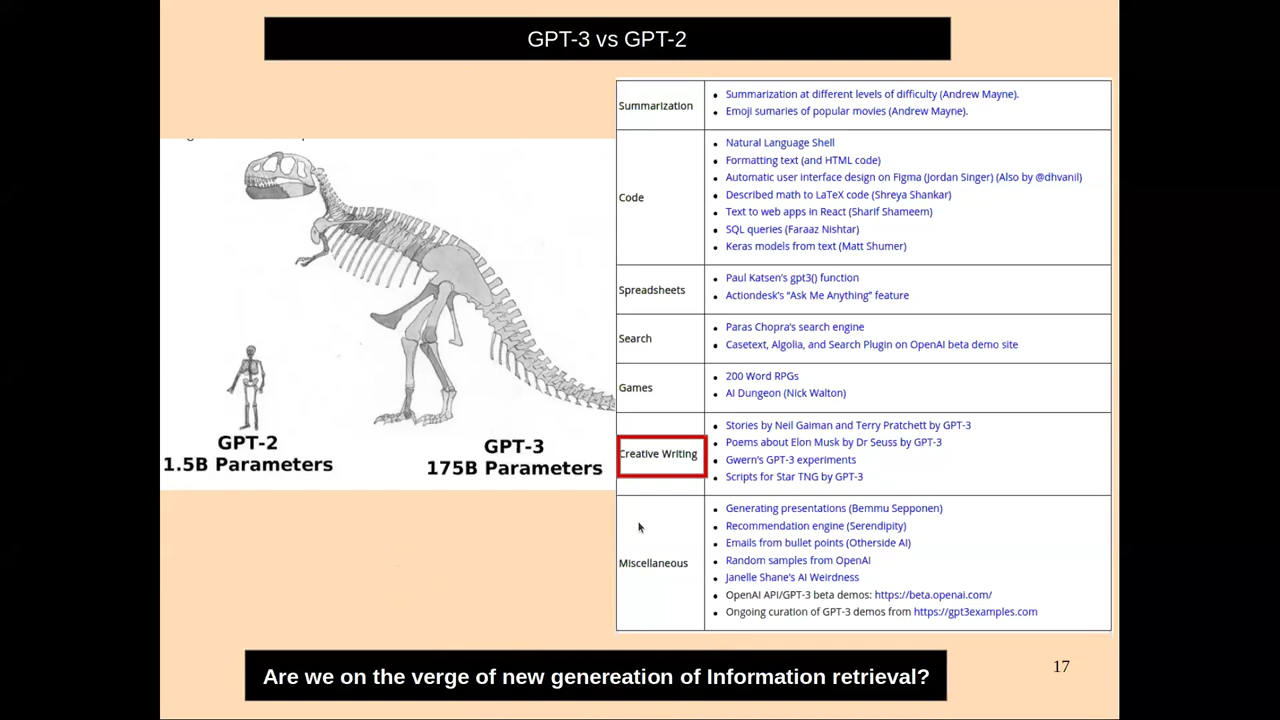 GPT-3 vs GPT-2
GPT-2
1.5B Parameters
GPT-3
175B Parameters
Summarization
Summarization at different levels of difficulty (Andrew Mayne).
Emoji sumaries of popular movies (Andrew Mayne).
Code
Natural Language Shell
Formatting text (and HTML code)
Automatic user interface design on Figma (Jordan Singer) (Also by @dhvanil)
Described math to LaTeX code (Shreya Shankar)
Text to web apps in React (Sharif Shameem)
SQL queries (Faraaz Nishtar)
Keras models from text (Matt Shumer)
Spreadsheets
Paul Katsen’s gpt3() function
Actiondesk’s “Ask Me Anything” feature
Search
Paras Chopra’s search engine
Casetext, Algolia, and Search Plugin on OpenAI beta demo site
Games
200 Word RPGs
AI Dungeon (Nick Walton)
Creative Writing
Stories by Neil Gaiman and Terry Pratchett by GPT-3
Poems about Elon Musk by Dr Seuss by GPT-3
Gwern’s GPT-3 experiments
Scripts for Star TNG by GPT-3
Miscellaneous
Generating presentations (Bemmu Sepponen)
Recommendation engine (Serendipity)
Emails from bullet points (Otherside AI)
Random samples from OpenAI
Janelle Shane’s AI Weirdness
OpenAI API/GPT-3 beta demos: https://beta.openai.com/
Ongoing curation of GPT-3 demos from https://gpt3examples.com
Are we on the verge of new genereation of Information retrieval?
17